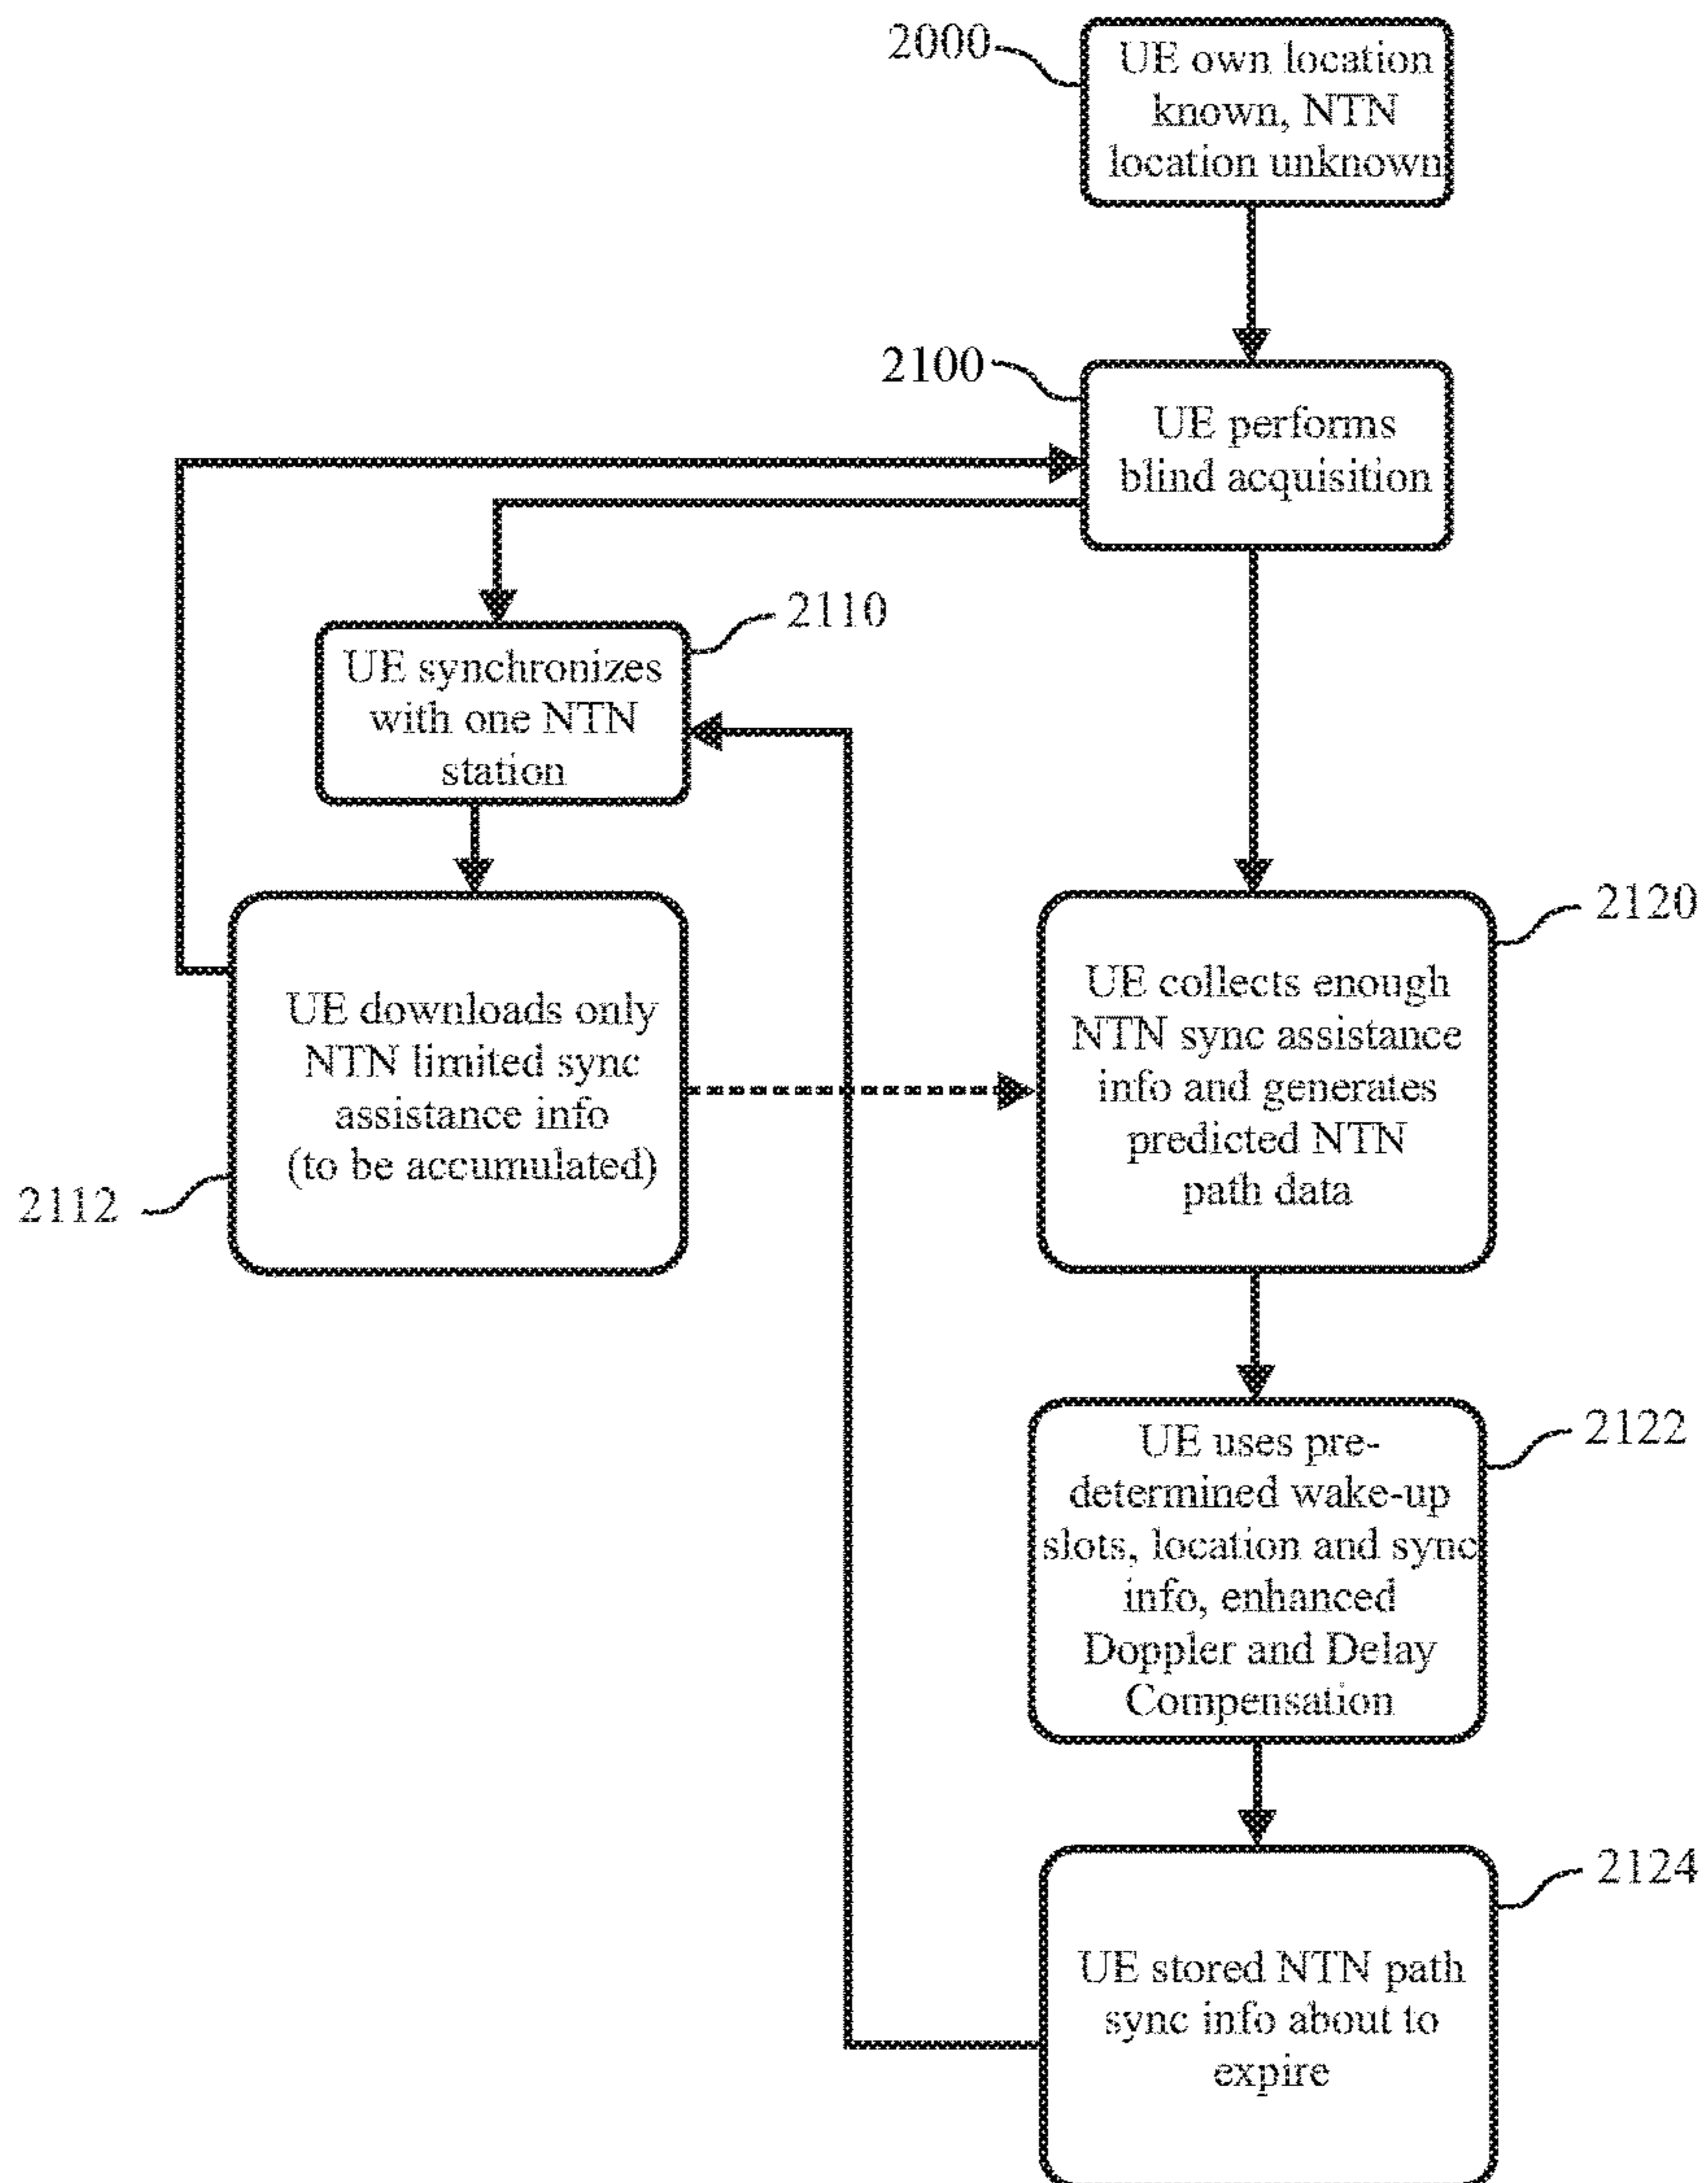 2000
UE own location
known, NTN
location unknown
2100
UE performs
blind acquisition
2110
UE synchronizes
with one NTN
station
2112
UE downloads only
NTN limited sync
assistance info
(to be accumulated)
2120
UE collects enough
NTN sync assistance
info and generates
predicted NTN
path data
2122
UE uses pre-
determined wake-up
slots, location and sync
info, enhanced
Doppler and Delay
Compensation
2124
UE stored NTN path
sync info about to
expire